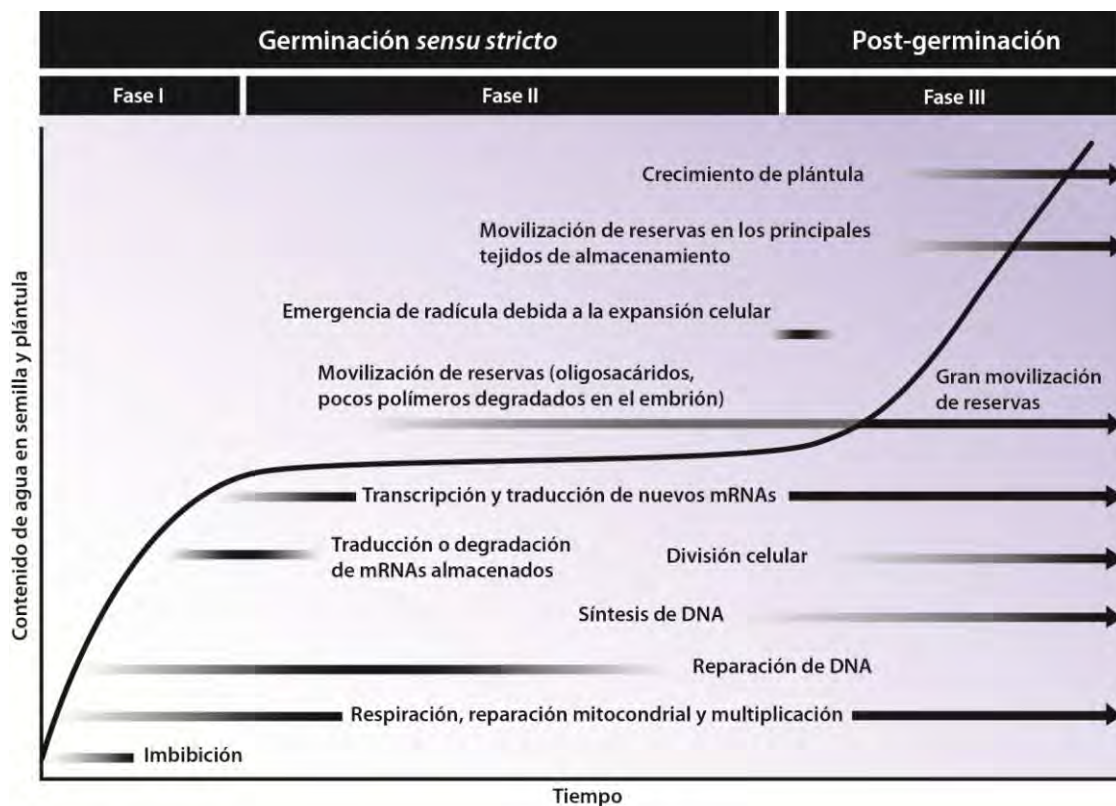 Germinación sensu stricto
Post-germinación
Fase I
Fase II
Fase III
Crecimiento de plántula
Movilización de reservas en los principales
tejidos de almacenamiento
Emergencia de radícula debida a la expansión celular
Movilización de reservas (oligosacáridos,
pocos polímeros degradados en el embrión)
Gran movilización
de reservas
Transcripción y traducción de nuevos mRNAs
Traducción o degradación
de mRNAs almacenados
División celular
Síntesis de DNA
Reparación de DNA
Respiración, reparación mitocondrial y multiplicación
Imbibición
Contenido de agua en semilla y plántula
Tiempo